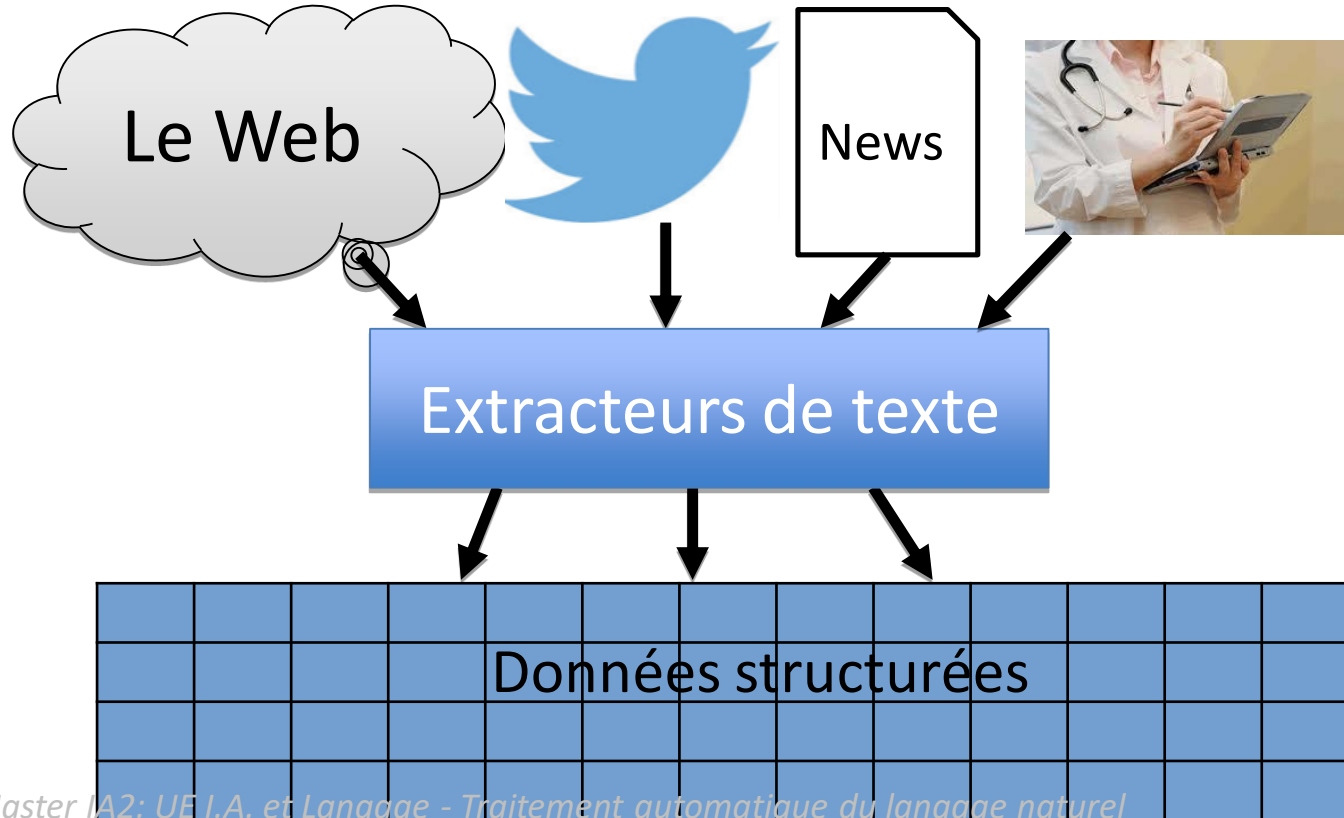 Le Web
News
Extracteurs de texte
Données structurées
aster IA2: UE I.A. et Langage - Traitement automatique du langage naturel